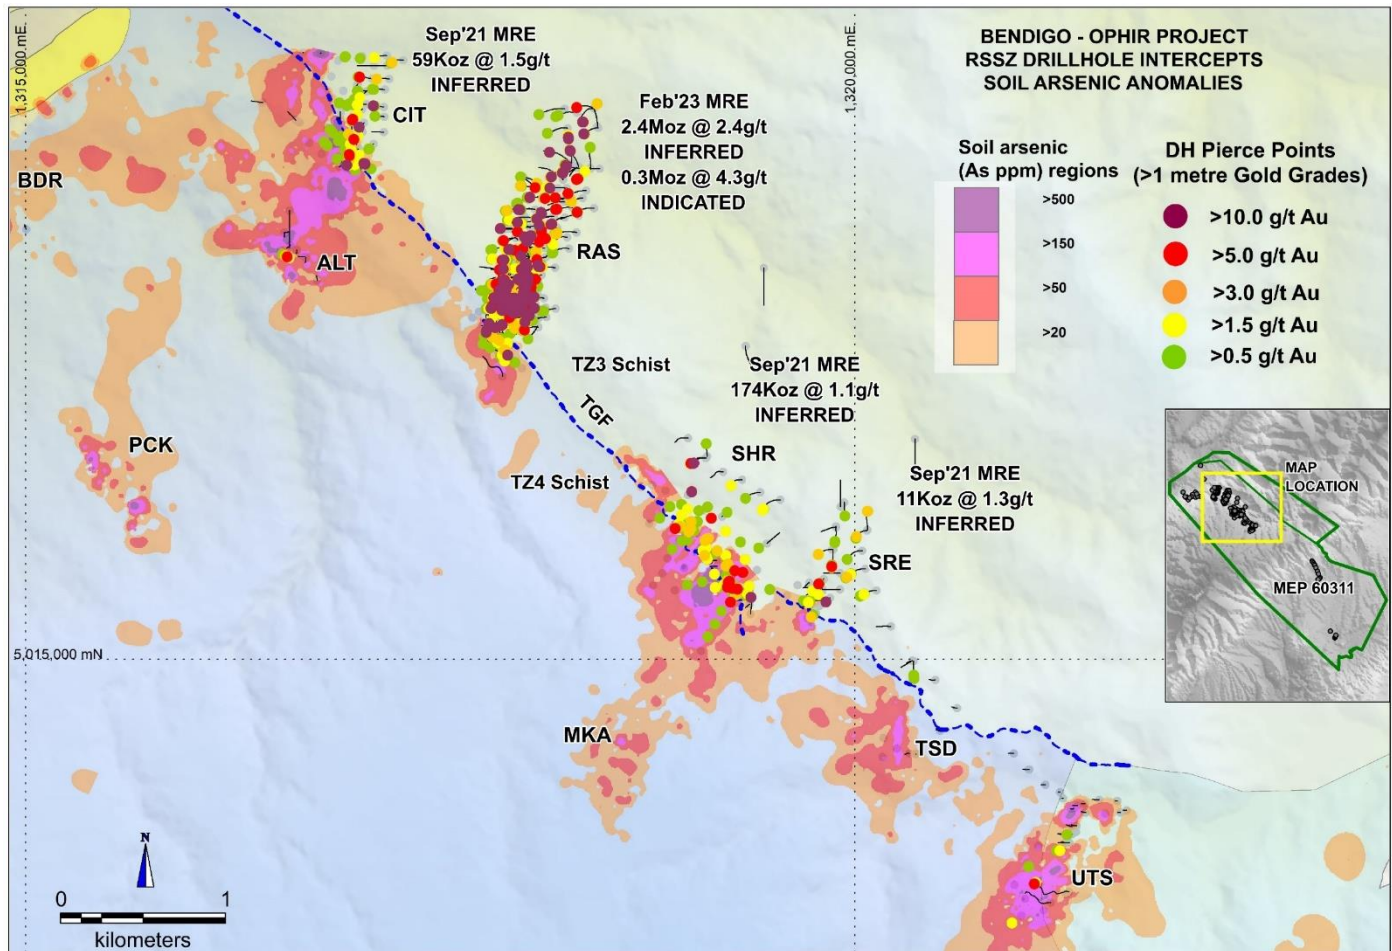 BENDIGO - OPHIR PROJECT
RSSZ DRILLHOLE INTERCEPTS
SOIL ARSENIC ANOMALIES
1,315,000 mE
1,320,000 mE.
Sep'21 MRE
59Koz @ 1.5g/t
INFERRED
CIT
Feb'23 MRE
2.4Moz @ 2.4g/t
INFERRED
0.3Moz @ 4.3g/t
INDICATED
BDR
ALT
RAS
Soil arsenic
(As ppm) regions
>500
>150
>50
>20
DH Pierce Points
(>1 metre Gold Grades)
>10.0 g/t Au
>5.0 g/t Au
>3.0 g/t Au
>1.5 g/t Au
>0.5 g/t Au
TZ3 Schist
TGF
Sep'21 MRE
174Koz @ 1.1g/t
INFERRED
PCK
SHR
TZ4 Schist
Sep'21 MRE
11Koz @ 1.3g/t
INFERRED
SRE
MAP
LOCATION
MEP 60311
5,015,000 mN
MKA
TSD
UTS
N
0
1
kilometers